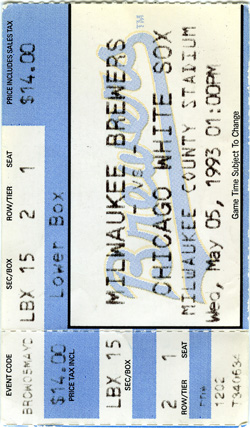 PRICE INCLUDES SALES TAX
$14.00
SEC/BOX ROW/TIER SEAT
LBX 15 2 1
Lower Box
Brewers™
MILWAUKEE BREWERS
- VS -
CHICAGO WHITE SOX
MILWAUKEE COUNTY STADIUM
Wed, May 05, 1993 01:00PM
Game Time Subject To Change
EVENT CODE
PRICE TAX INCL
$14.00
SEC/BOX
LBX 15
ROW/TIER SEAT
2 1
1202